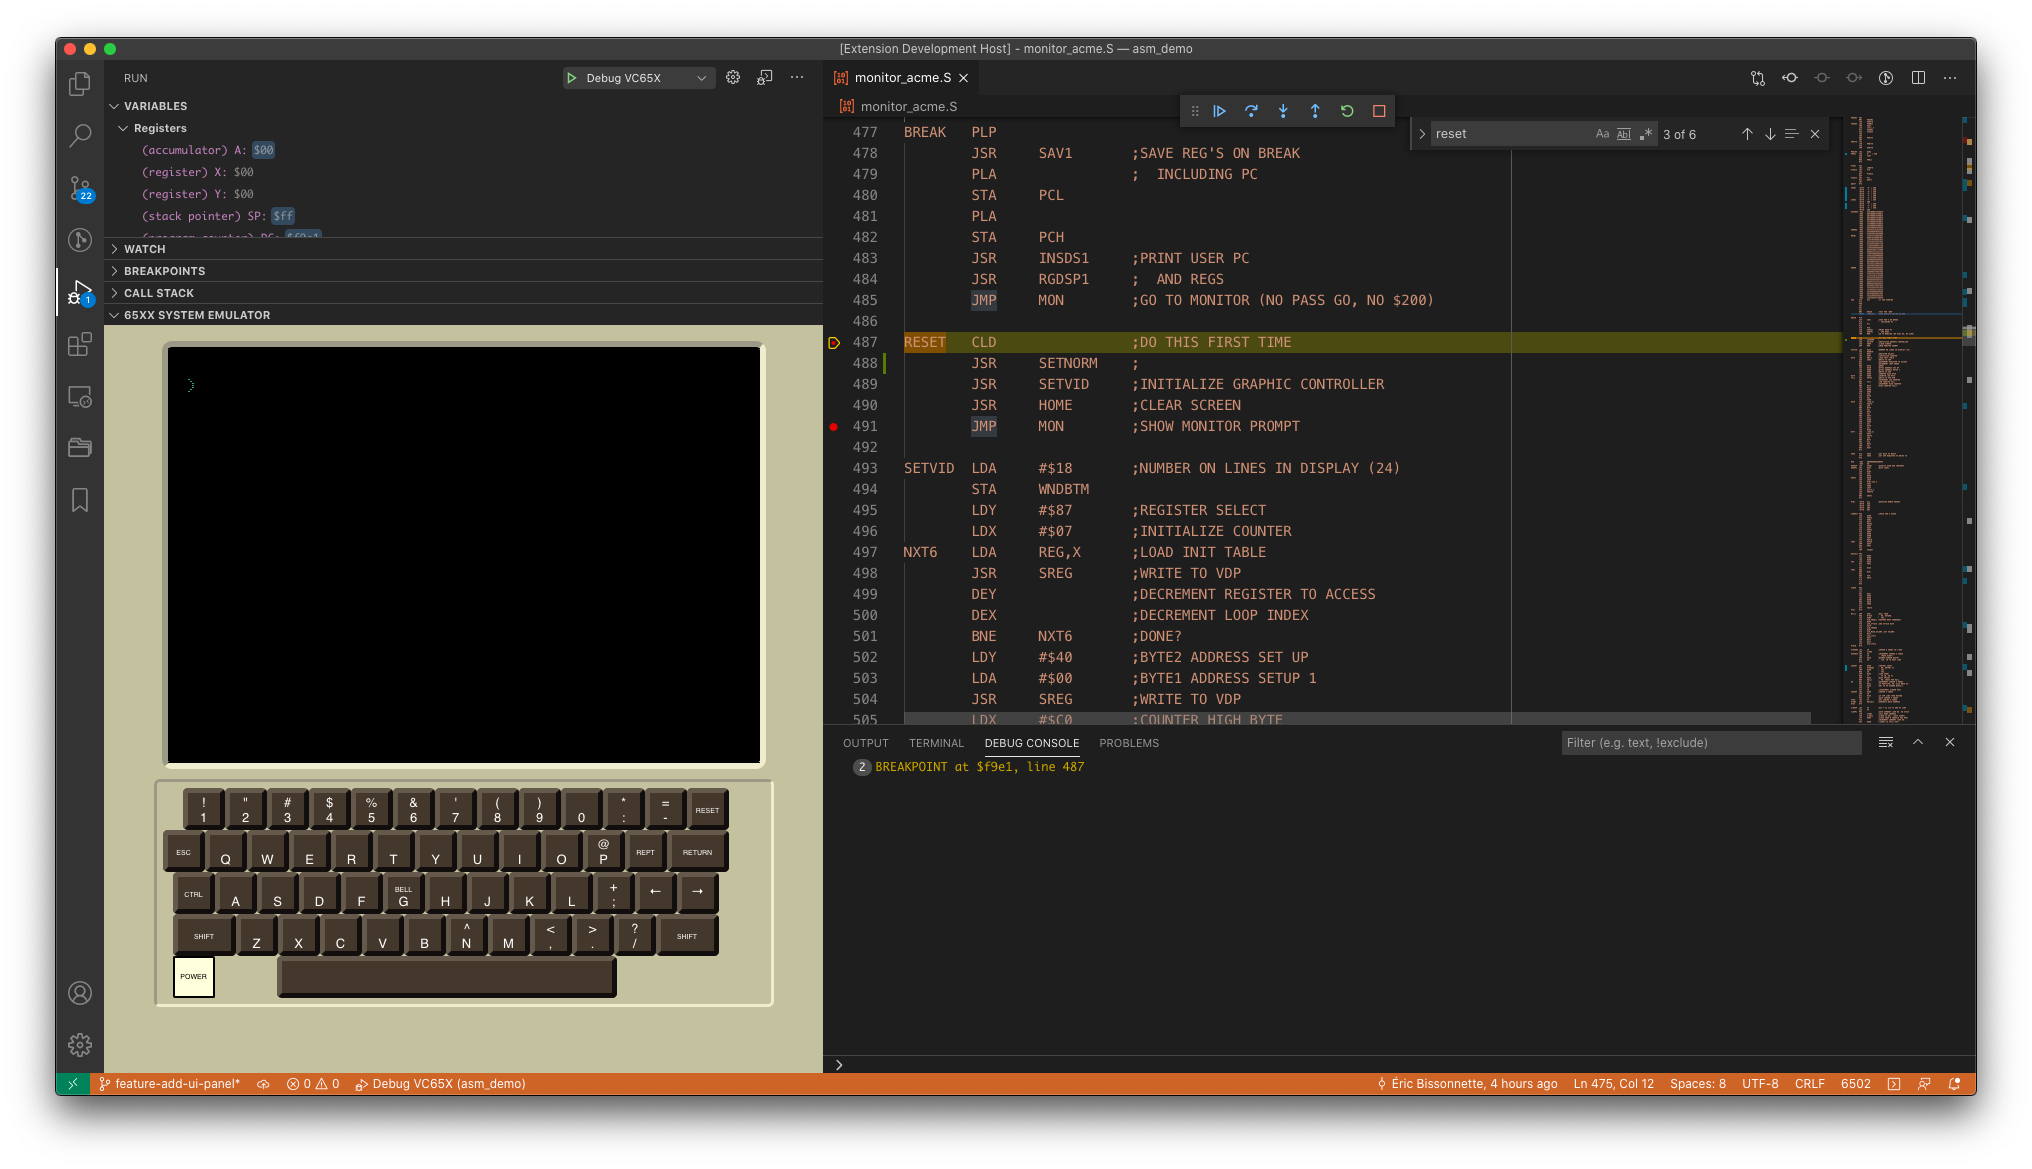 [Extension Development Host] - monitor_acme.S — asm_demo
RUN
Debug VC65X
VARIABLES
Registers
(accumulator) A: $00
(register) X: $00
(register) Y: $00
(stack pointer) SP: $ff
(program counter) PC: $f9e1
WATCH
BREAKPOINTS
CALL STACK
65XX SYSTEM EMULATOR
22
1
! 1
" 2
# 3
$ 4
% 5
& 6
' 7
( 8
) 9
0
* :
= -
RESET
ESC
Q
W
E
R
T
Y
U
I
O
@ P
REPT
RETURN
CTRL
A
S
D
F
BELL G
H
J
K
L
+ ;
←
→
SHIFT
Z
X
C
V
B
^ N
M
< ,
> .
? /
SHIFT
POWER
monitor_acme.S
monitor_acme.S
reset
Aa
Abl
.*
3 of 6
477 BREAK PLP
478 JSR SAV1 ;SAVE REG'S ON BREAK
479 PLA ; INCLUDING PC
480 STA PCL
481 PLA
482 STA PCH
483 JSR INSDS1 ;PRINT USER PC
484 JSR RGDSP1 ; AND REGS
485 JMP MON ;GO TO MONITOR (NO PASS GO, NO $200)
486
487 RESET CLD ;DO THIS FIRST TIME
488 JSR SETNORM ;
489 JSR SETVID ;INITIALIZE GRAPHIC CONTROLLER
490 JSR HOME ;CLEAR SCREEN
491 JMP MON ;SHOW MONITOR PROMPT
492
493 SETVID LDA #$18 ;NUMBER ON LINES IN DISPLAY (24)
494 STA WNDBTM
495 LDY #$87 ;REGISTER SELECT
496 LDX #$07 ;INITIALIZE COUNTER
497 NXT6 LDA REG,X ;LOAD INIT TABLE
498 JSR SREG ;WRITE TO VDP
499 DEY ;DECREMENT REGISTER TO ACCESS
500 DEX ;DECREMENT LOOP INDEX
501 BNE NXT6 ;DONE?
502 LDY #$40 ;BYTE2 ADDRESS SET UP
503 LDA #$00 ;BYTE1 ADDRESS SETUP 1
504 JSR SREG ;WRITE TO VDP
505 LDX #$C0 ;COUNTER HIGH BYTE
OUTPUT TERMINAL DEBUG CONSOLE PROBLEMS
Filter (e.g. text, !exclude)
2 BREAKPOINT at $f9e1, line 487
feature-add-ui-panel* 0 0 Debug VC65X (asm_demo) Éric Bissonnette, 4 hours ago Ln 475, Col 12 Spaces: 8 UTF-8 CRLF 6502